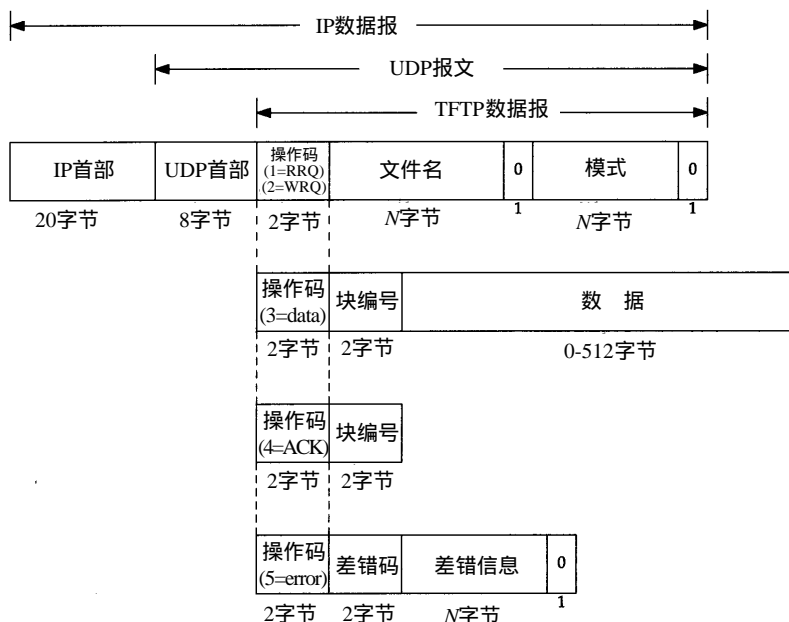 IP数据报
UDP报文
TFTP数据报
IP首部 UDP首部 操作码 (1=RRQ) (2=WRQ) 文件名 0 模式 0
20字节 8字节 2字节 N字节 1 N字节 1
操作码 (3=data) 块编号 数 据
2字节 2字节 0-512字节
操作码 (4=ACK) 块编号
2字节 2字节
操作码 (5=error) 差错码 差错信息 0
2字节 2字节 N字节 1